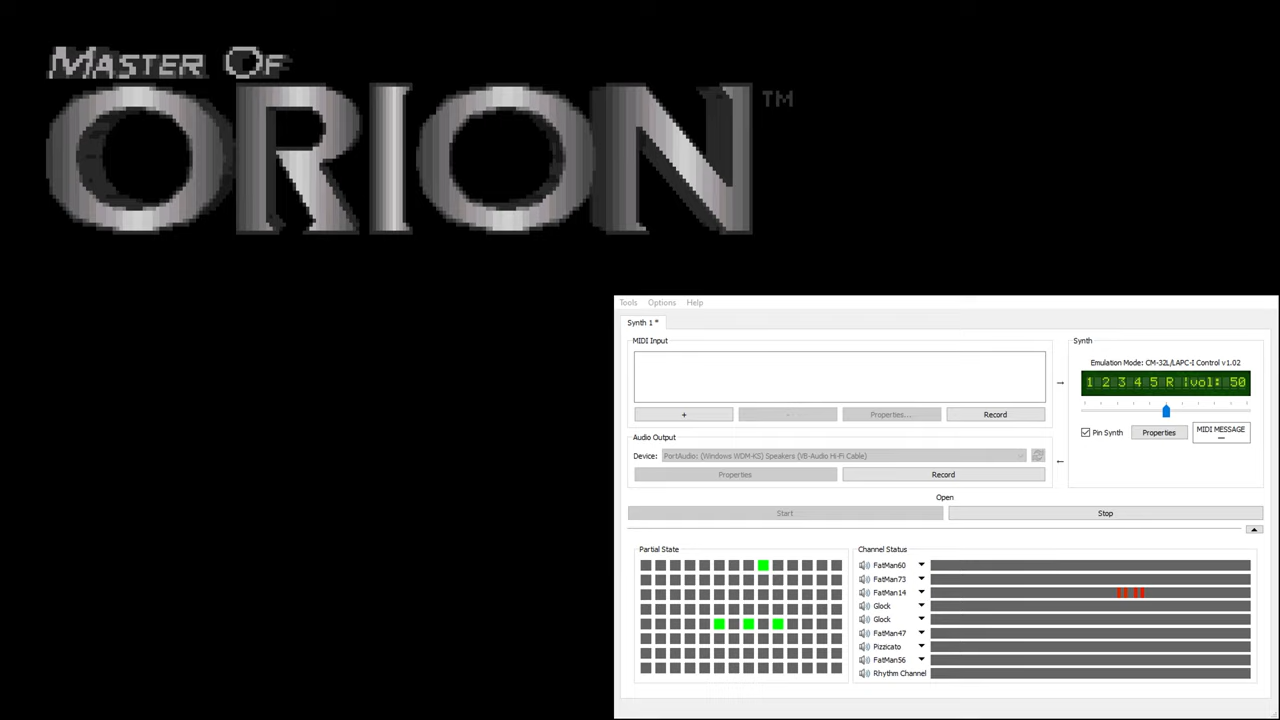 MASTER OF
ORION™
Tools Options Help
Synth 1 *
MIDI Input
+ - Properties... Record
Audio Output
Device: PortAudio: (Windows WDM-KS) Speakers (VB-Audio Hi-Fi Cable)
Properties Record
Synth
Emulation Mode: CM-32L/LAPC-I Control v1.02
1 2 3 4 5 R |vol: 50
Pin Synth Properties MIDI MESSAGE
Open
Start Stop
Partial State
Channel Status
FatMan60
FatMan73
FatMan14
Glock
Glock
FatMan47
Pizzicato
FatMan56
Rhythm Channel